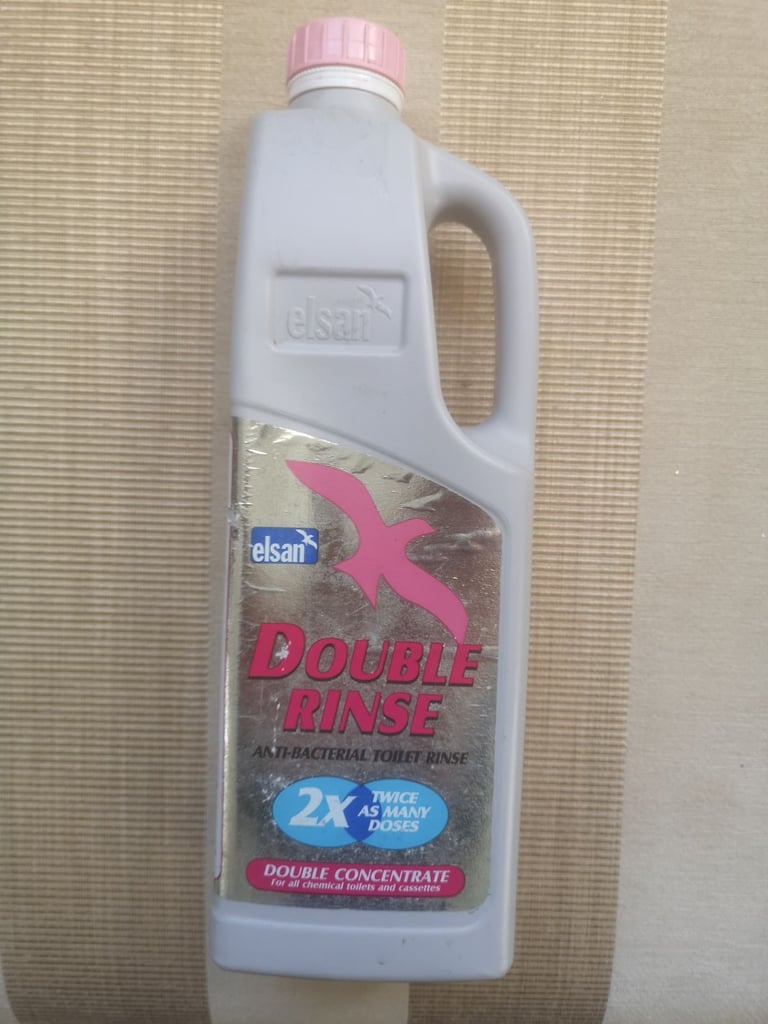 elsan
elsan
DOUBLE
RINSE
ANTI-BACTERIAL TOILET RINSE
2x TWICE
AS MANY
DOSES
DOUBLE CONCENTRATE
For all chemical toilets and cassettes